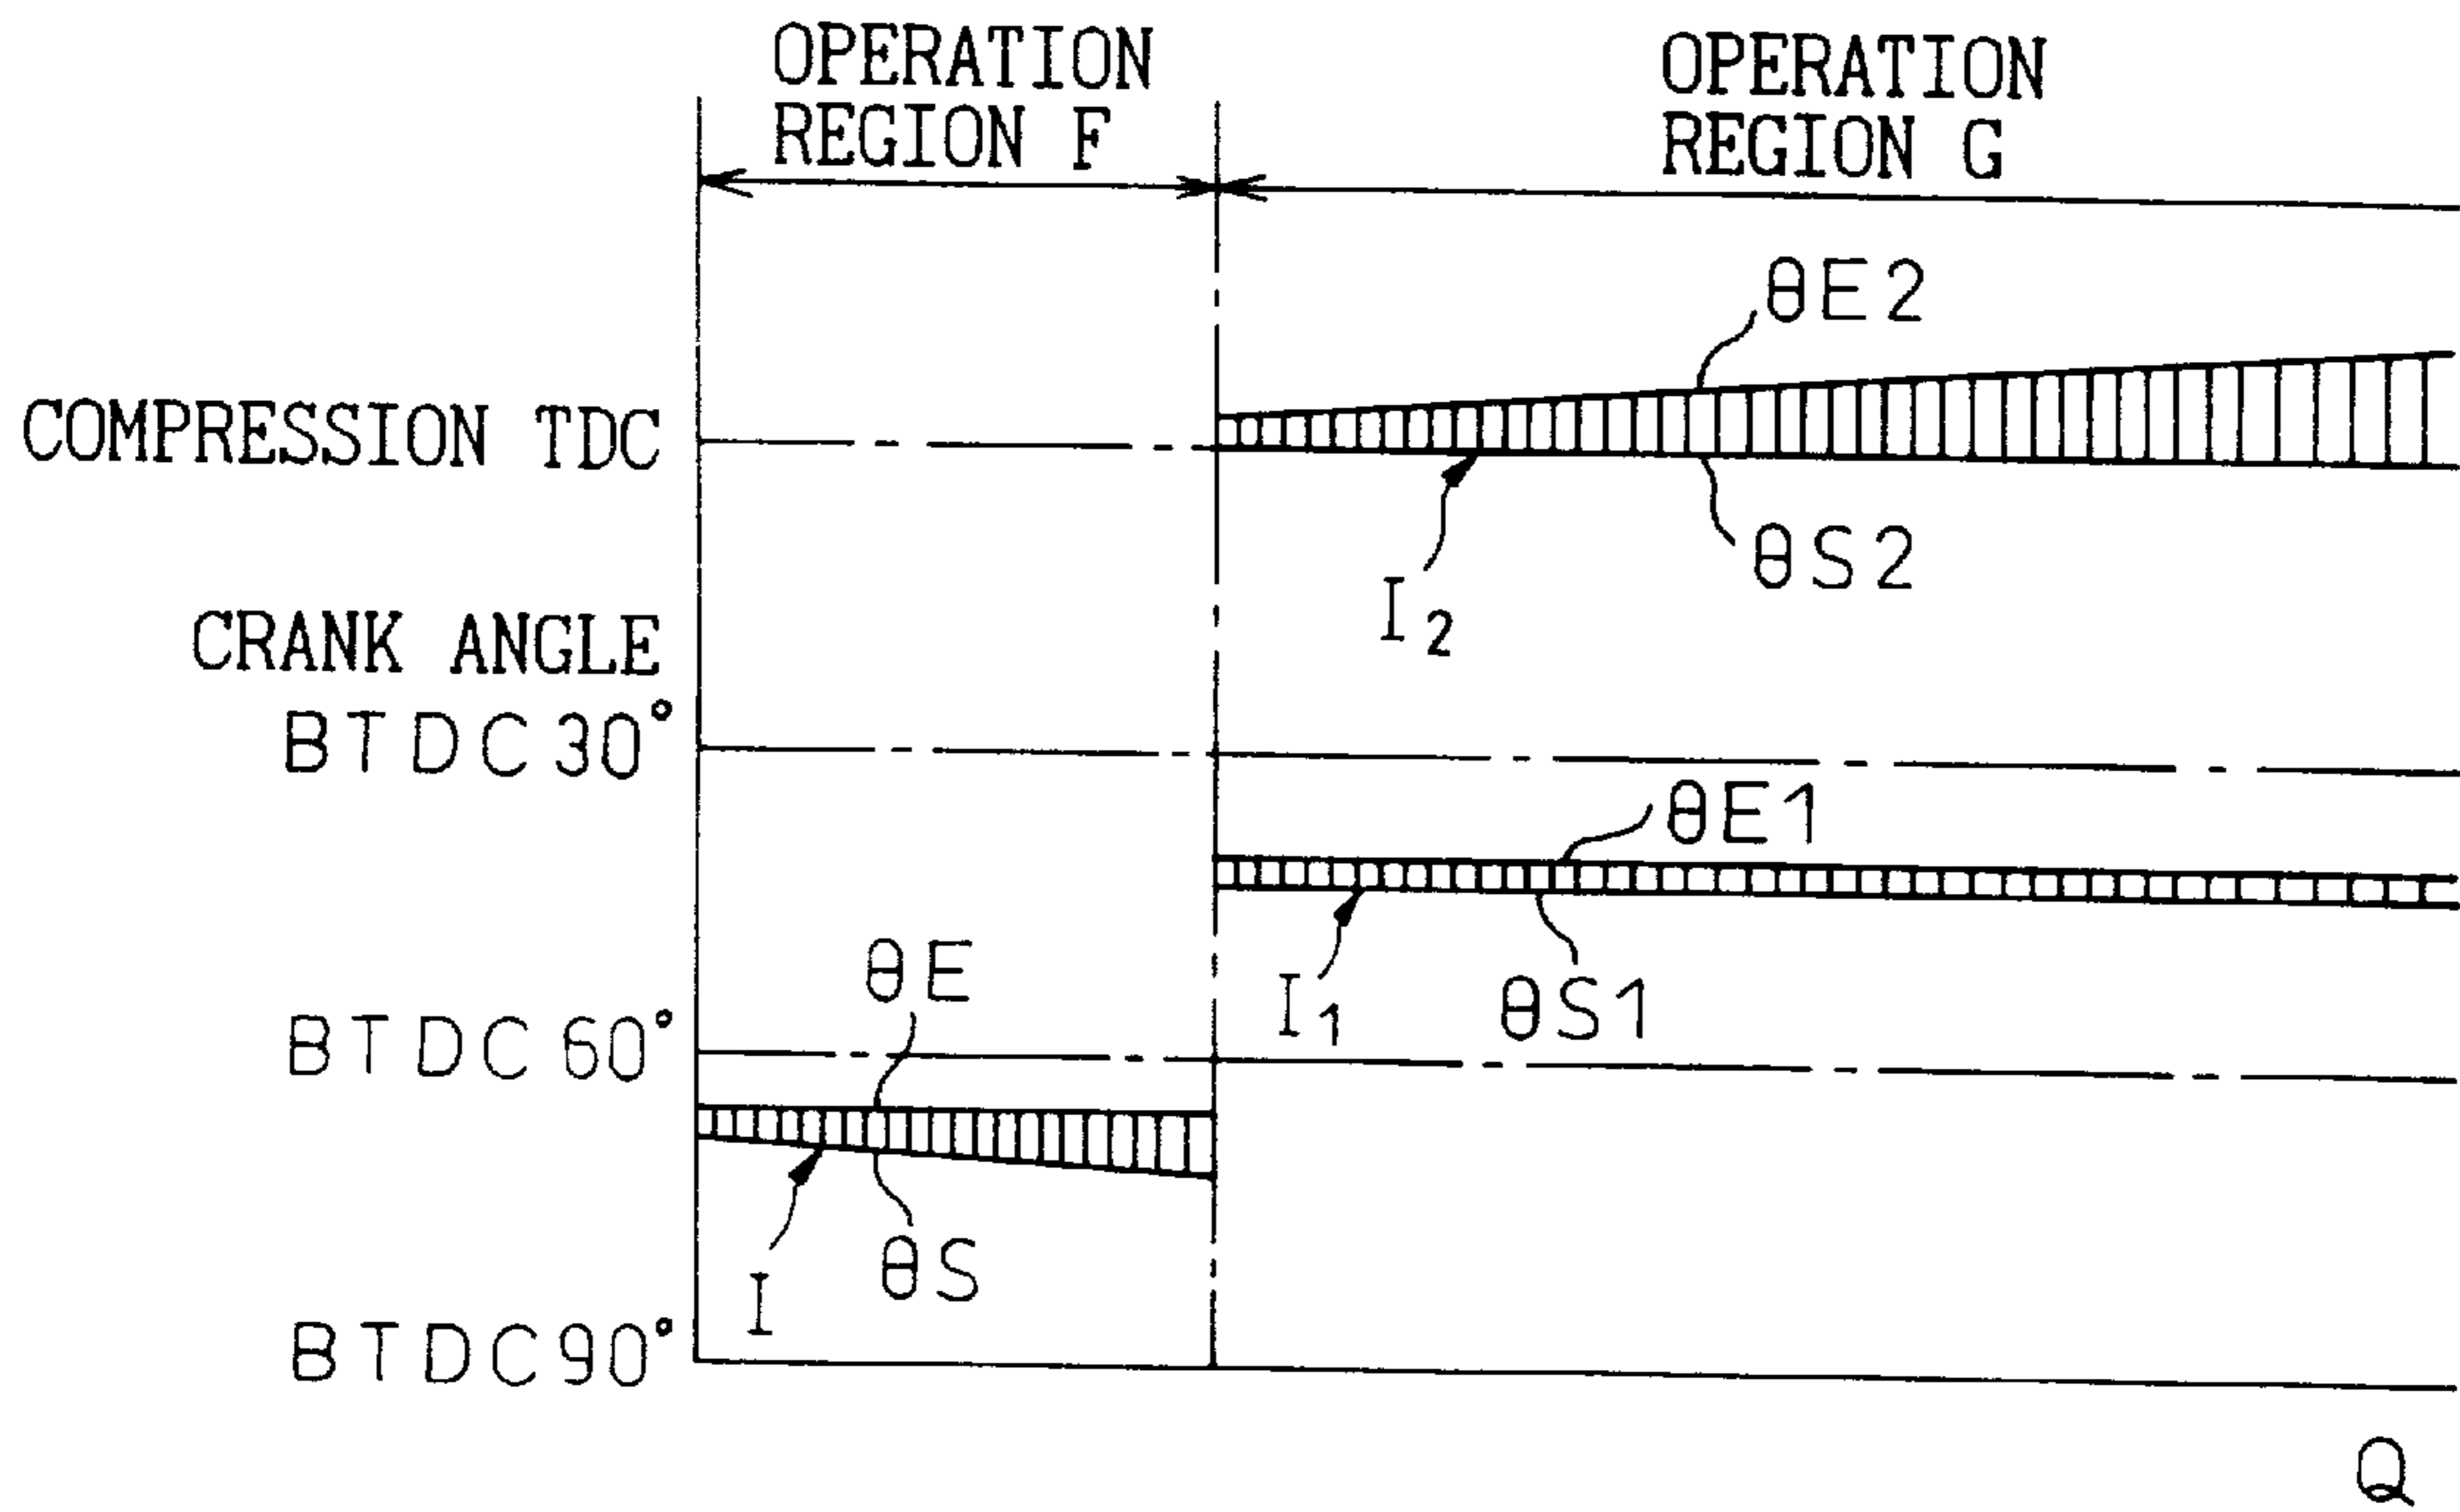 OPERATION
REGION F
OPERATION
REGION G
θE2
COMPRESSION TDC
θS2
I2
CRANK ANGLE
BTDC30°
θE1
θE
I1
θS1
BTDC60°
θS
I
BTDC90°
Q